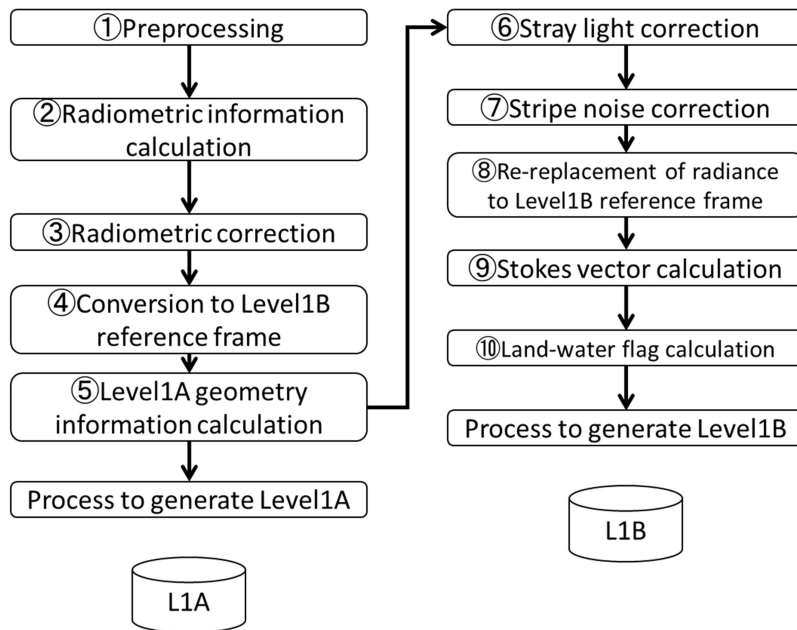 ①Preprocessing
②Radiometric information
calculation
③Radiometric correction
④Conversion to Level1B
reference frame
⑤Level1A geometry
information calculation
Process to generate Level1A
L1A
⑥Stray light correction
⑦Stripe noise correction
⑧Re-replacement of radiance
to Level1B reference frame
⑨Stokes vector calculation
⑩Land-water flag calculation
Process to generate Level1B
L1B